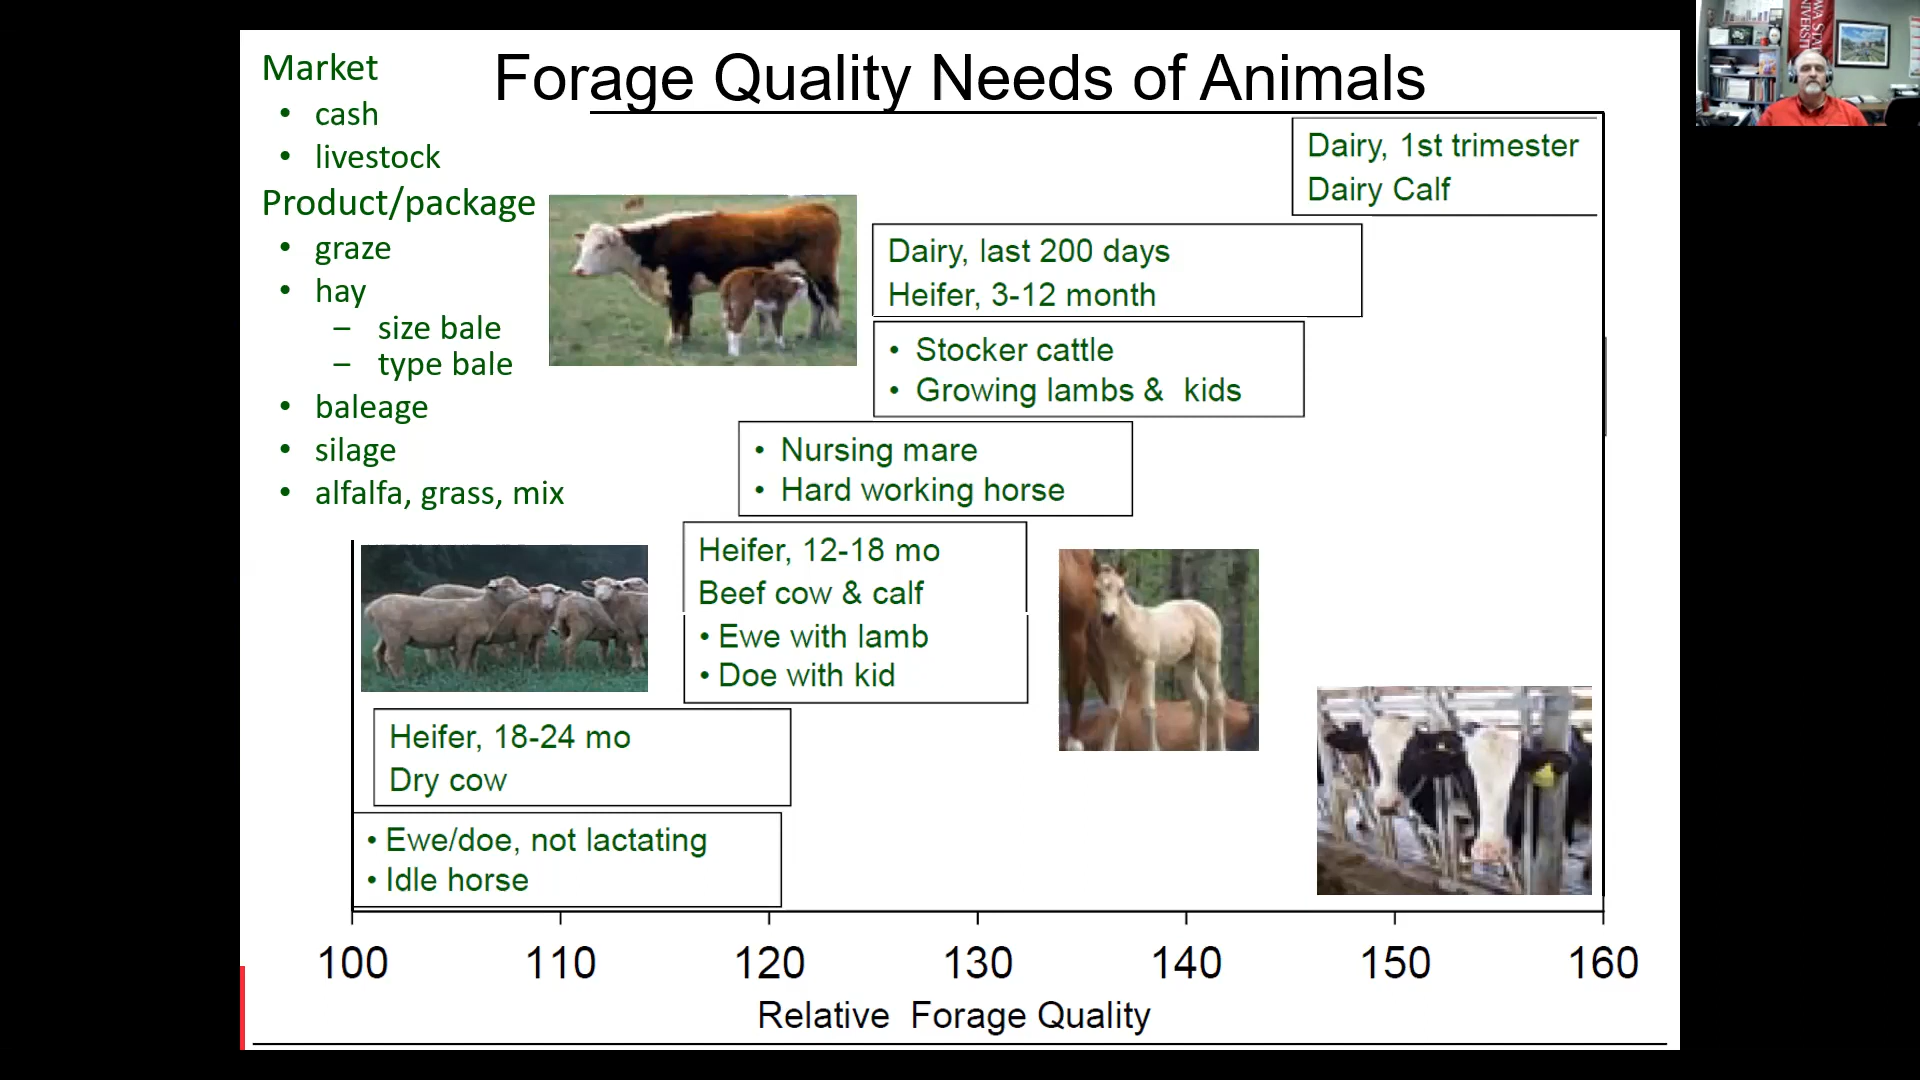 Forage Quality Needs of Animals
Market
• cash
• livestock
Product/package
• graze
• hay
– size bale
– type bale
• baleage
• silage
• alfalfa, grass, mix
Dairy, 1st trimester
Dairy Calf
Dairy, last 200 days
Heifer, 3-12 month
• Stocker cattle
• Growing lambs & kids
• Nursing mare
• Hard working horse
Heifer, 12-18 mo
Beef cow & calf
• Ewe with lamb
• Doe with kid
Heifer, 18-24 mo
Dry cow
• Ewe/doe, not lactating
• Idle horse
100 110 120 130 140 150 160
Relative Forage Quality